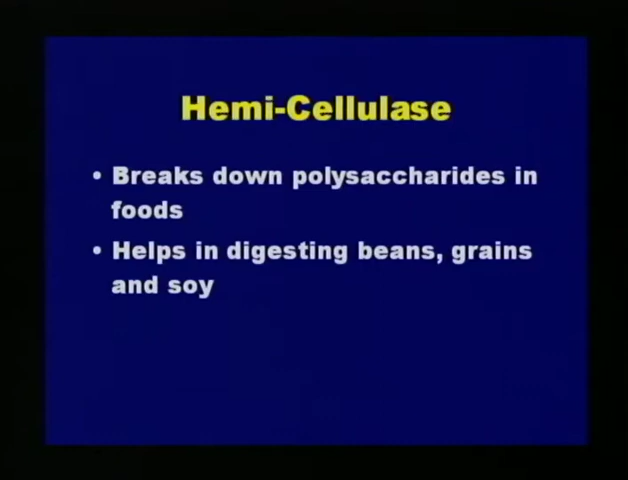 Hemi-Cellulase
• Breaks down polysaccharides in
foods
• Helps in digesting beans, grains
and soy